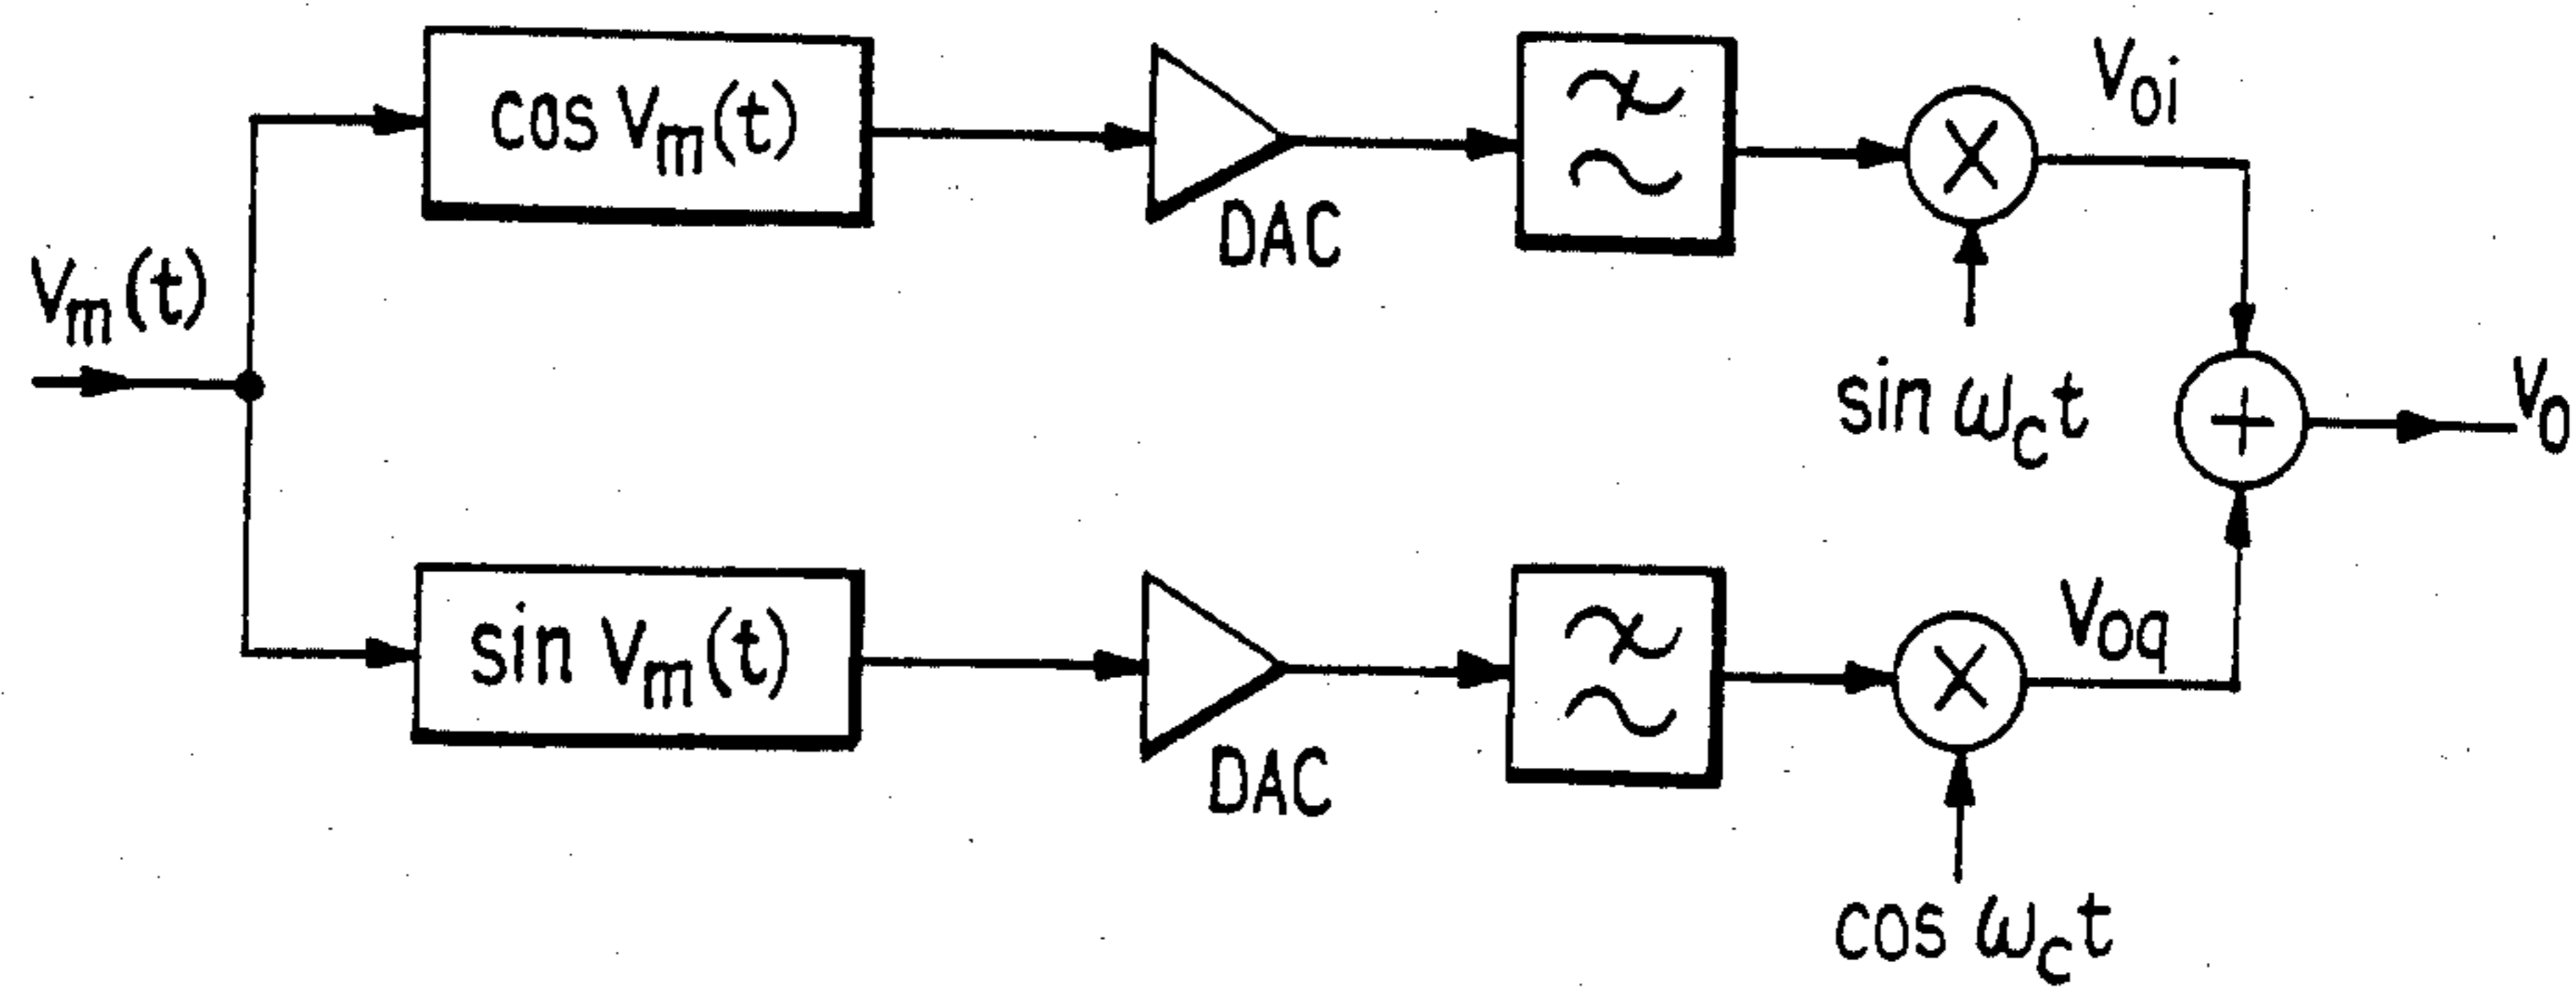 cos Vm(t)
DAC
Voi
Vm(t)
sin ωct
Vo
sin Vm(t)
DAC
Voq
cos ωct